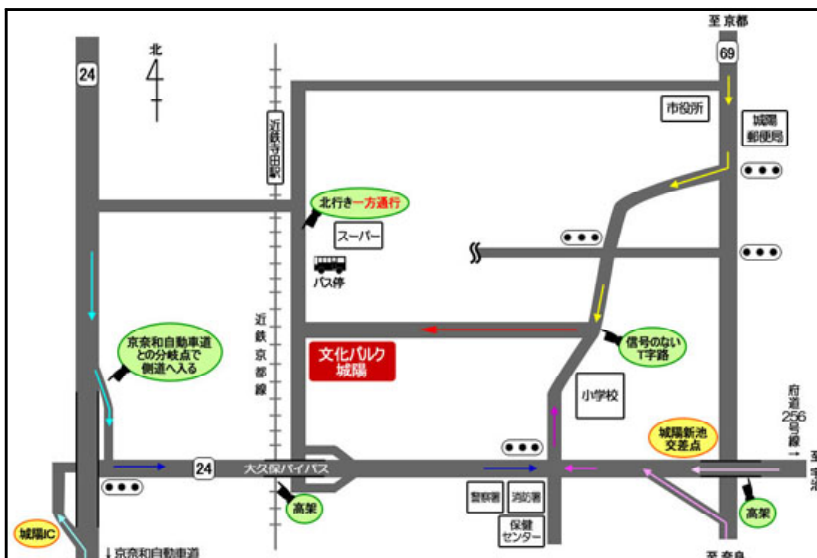 至 京都
69
北
24
市役所
城陽
郵便局
近鉄寺田駅
北行き一方通行
スーパー
バス停
京奈和自動車道
との分岐点で
側道へ入る
近鉄京都線
文化パルク
城陽
信号のない
T字路
小学校
府道256号線→
城陽新池
交差点
至 宇治
24
大久保バイパス
警察署
消防署
保健
センター
高架
高架
城陽IC
↓京奈和自動車道
至 奈良